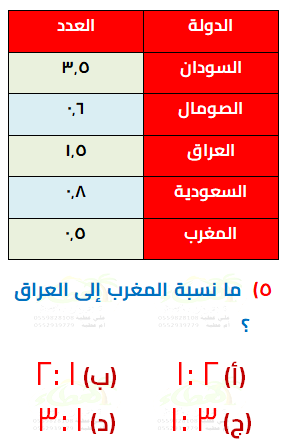 الدولة العدد
السودان ٣,٥
الصومال ٠,٦
العراق ١,٥
السعودية ٠,٨
المغرب ٠,٥
٥) ما نسبة المغرب إلى العراق
؟
(أ) ٢ : ١ (ب) ١ : ٢
(ج) ٣ : ١ (د) ١ : ٣